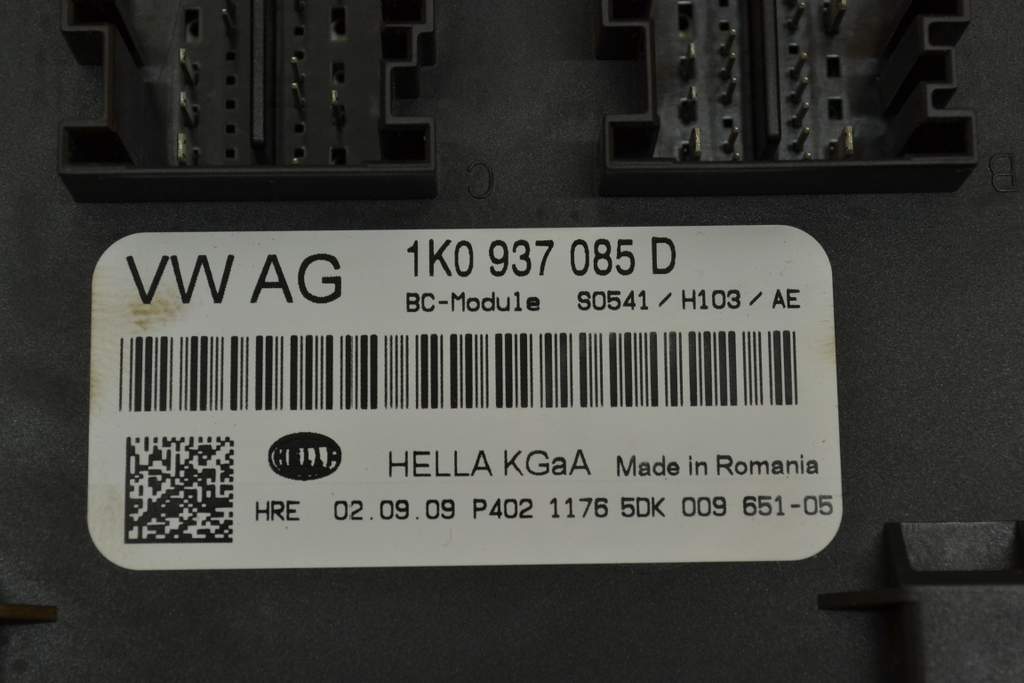 C
B
VW AG
1K0 937 085 D
BC-Module S0541 / H103 / AE
HELLA
HELLA KGaA Made in Romania
HRE 02.09.09 P402 1176 5DK 009 651-05